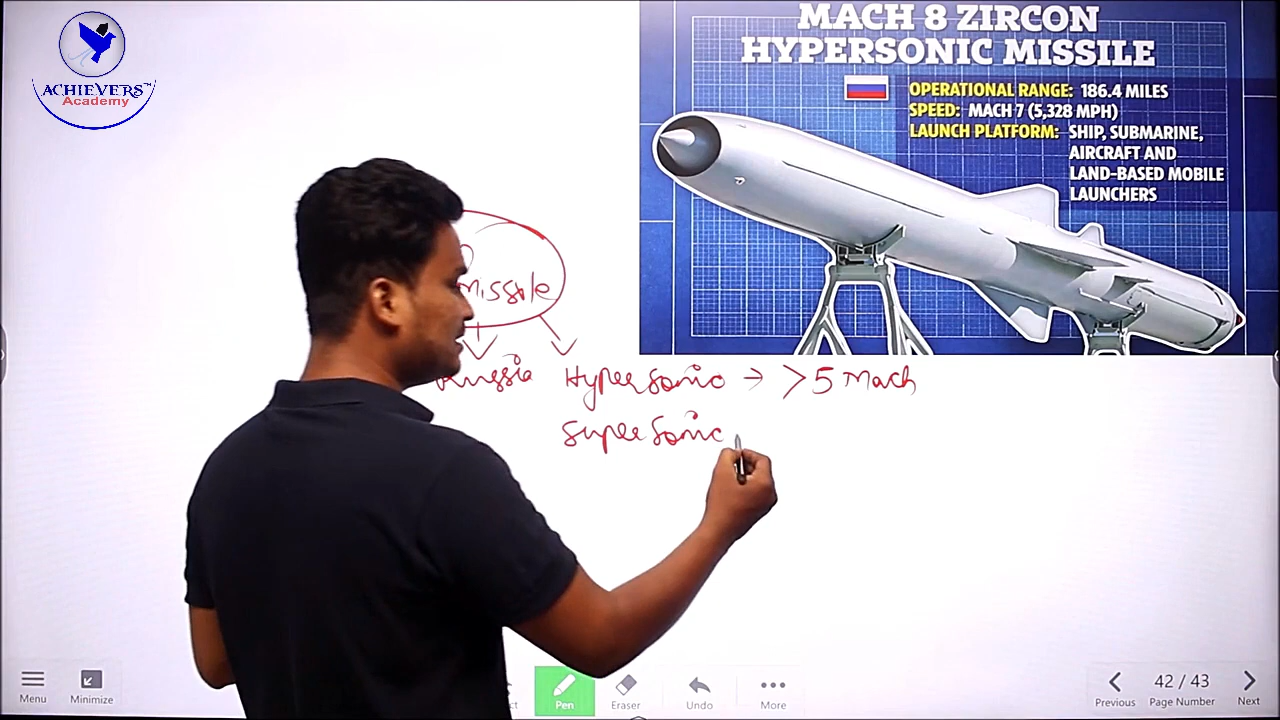 ACHIEVERS™
Academy
MACH 8 ZIRCON
HYPERSONIC MISSILE
OPERATIONAL RANGE: 186.4 MILES
SPEED: MACH 7 (5,328 MPH)
LAUNCH PLATFORM: SHIP, SUBMARINE,
AIRCRAFT AND
LAND-BASED MOBILE
LAUNCHERS
missile
Russia Hypersonic → >5 Mach
Supersonic
Menu
Minimize
Pen
Eraser
Undo
More
Previous
42 / 43
Page Number
Next